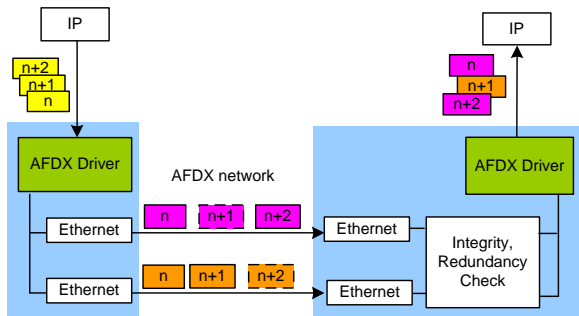 IP
IP
n+2
n+1
n
n
n+1
n+2
AFDX Driver
AFDX network
AFDX Driver
Ethernet
n
n+1
n+2
Ethernet
Integrity,
Redundancy
Check
Ethernet
n
n+1
n+2
Ethernet